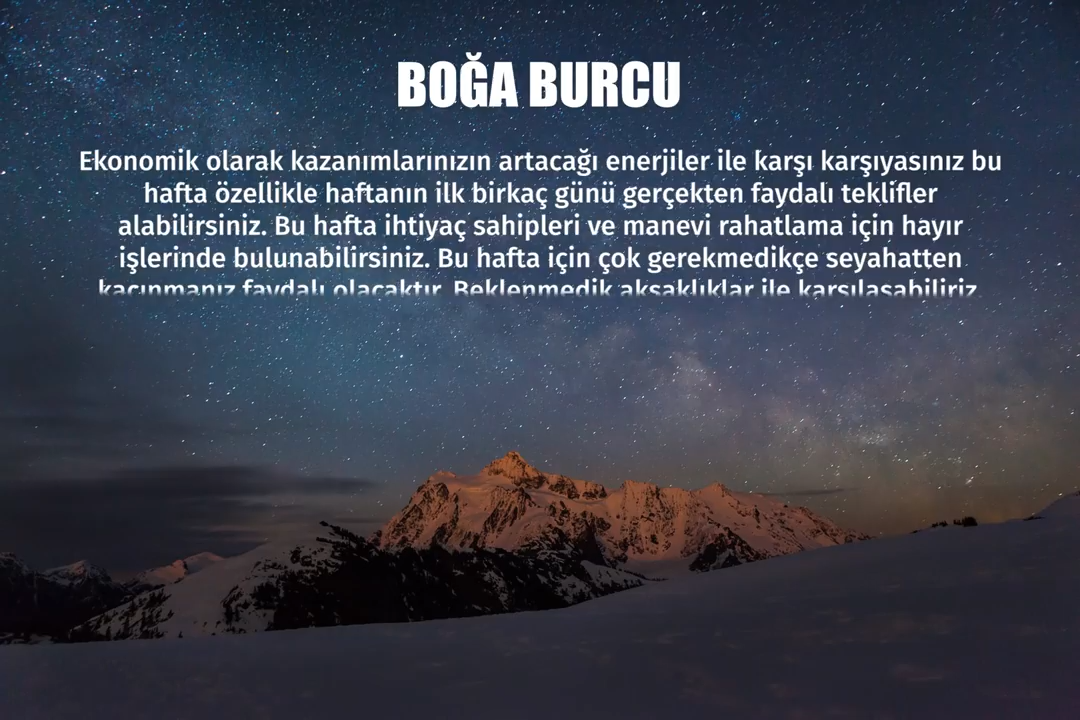 BOĞA BURCU
Ekonomik olarak kazanımlarınızın artacağı enerjiler ile karşı karşıyasınız bu
hafta özellikle haftanın ilk birkaç günü gerçekten faydalı teklifler
alabilirsiniz. Bu hafta ihtiyaç sahipleri ve manevi rahatlama için hayır
işlerinde bulunabilirsiniz. Bu hafta için çok gerekmedikçe seyahatten
kaçınmanız faydalı olacaktır. Beklenmedik aksaklıklar ile karşılaşabiliriz.